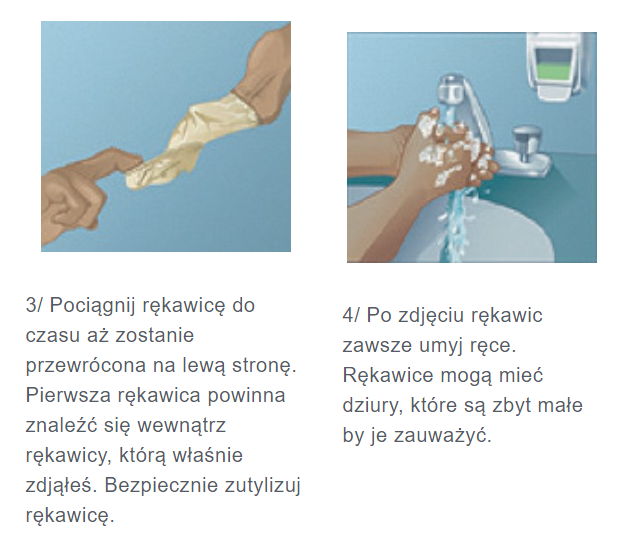 3/ Pociągnij rękawicę do
czasu aż zostanie
przewrócona na lewą stronę.
Pierwsza rękawica powinna
znaleźć się wewnątrz
rękawicy, którą właśnie
zdjąłeś. Bezpiecznie zutylizuj
rękawicę.
4/ Po zdjęciu rękawic
zawsze umyj ręce.
Rękawice mogą mieć
dziury, które są zbyt małe
by je zauważyć.